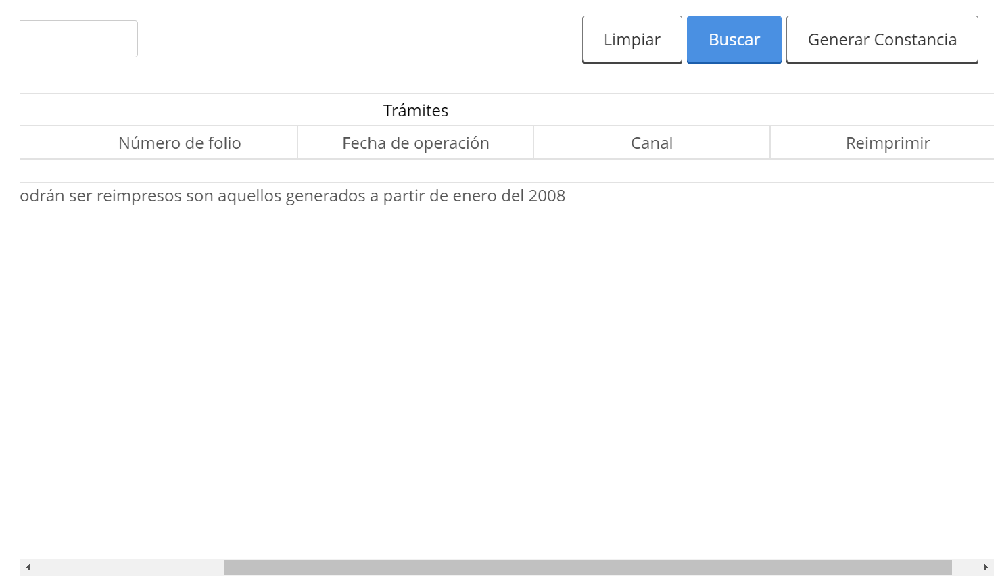 Limpiar Buscar Generar Constancia
Trámites
Número de folio Fecha de operación Canal Reimprimir
odrán ser reimpresos son aquellos generados a partir de enero del 2008